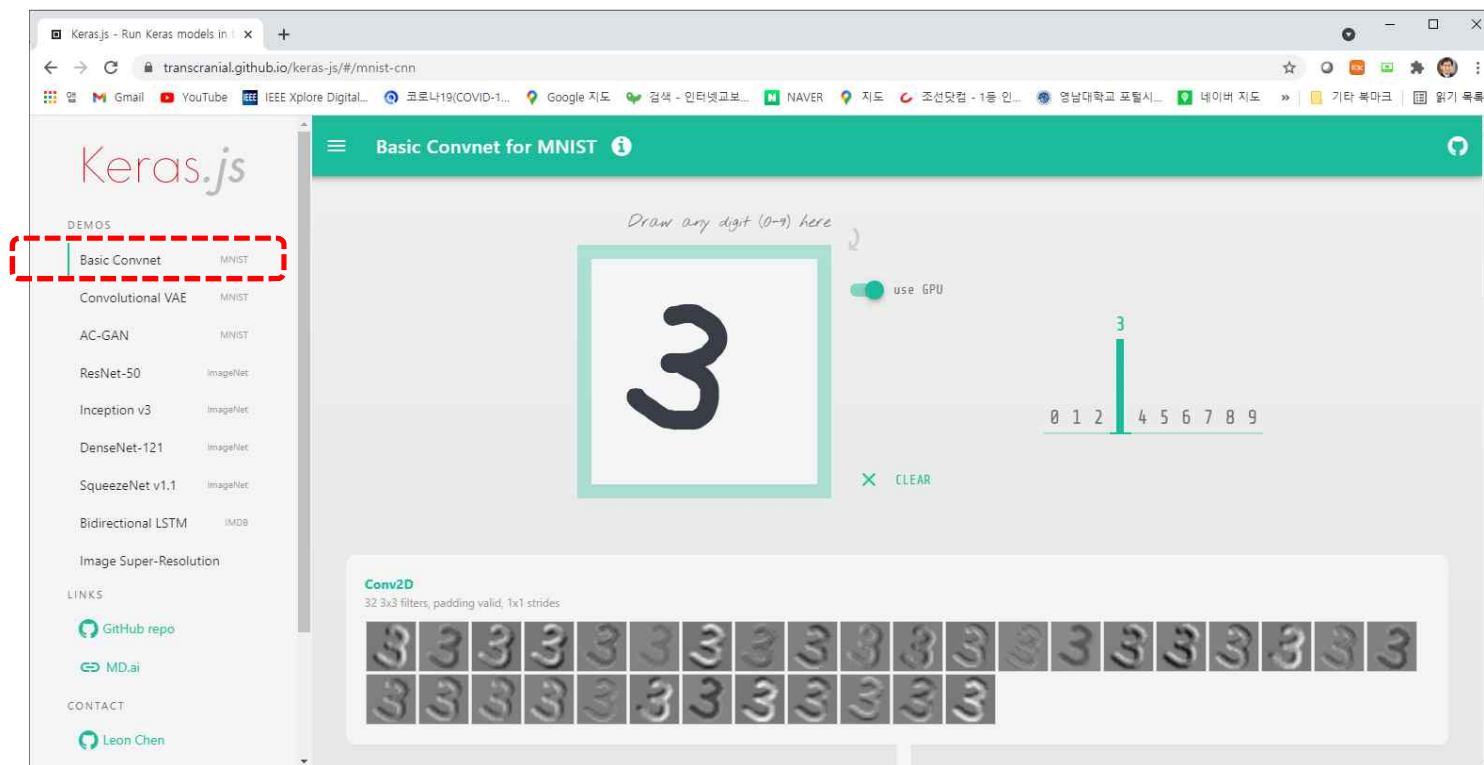 Keras.js - Run Keras models in
transcranial.github.io/keras-js/#/mnist-cnn
앱 Gmail YouTube IEEE IEEE Xplore Digital... 코로나19(COVID-1... Google 지도 검색 - 인터넷교보... N NAVER 지도 조선닷컴 - 1등 인... 영남대학교 포털시... 네이버 지도 » 기타 북마크 읽기 목록
Keras.js
Basic Convnet for MNIST
DEMOS
Basic Convnet MNIST
Convolutional VAE MNIST
AC-GAN MNIST
ResNet-50 ImageNet
Inception v3 ImageNet
DenseNet-121 ImageNet
SqueezeNet v1.1 ImageNet
Bidirectional LSTM IMDB
Image Super-Resolution
LINKS
GitHub repo
MD.ai
CONTACT
Leon Chen
Draw any digit (0-9) here
3
use GPU
CLEAR
3
0 1 2 4 5 6 7 8 9
Conv2D
32 3x3 filters, padding valid, 1x1 strides